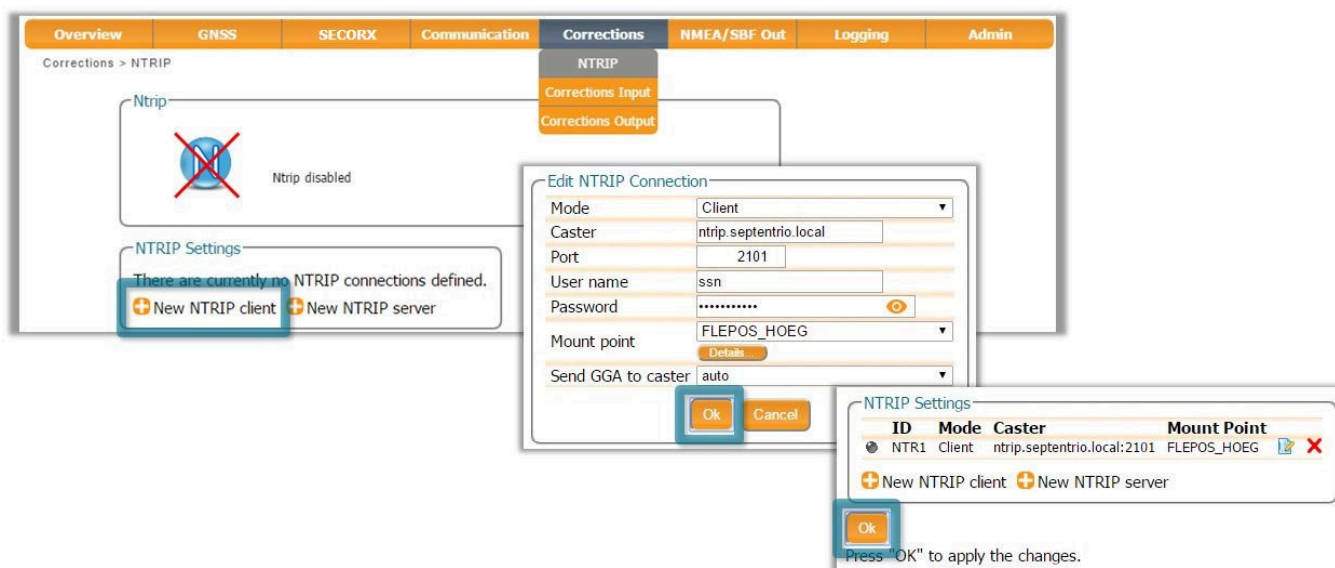 Overview GNSS SECORX Communication Corrections NMEA/SBF Out Logging Admin
Corrections > NTRIP
NTRIP
Corrections Input
Corrections Output
Ntrip
N
Ntrip disabled
NTRIP Settings
There are currently no NTRIP connections defined.
New NTRIP client New NTRIP server
Edit NTRIP Connection
Mode Client
Caster ntrip.septentrio.local
Port 2101
User name ssn
Password •••••••••••
Mount point FLEPOS_HOEG
Details...
Send GGA to caster auto
Ok Cancel
NTRIP Settings
ID Mode Caster Mount Point
NTR1 Client ntrip.septentrio.local:2101 FLEPOS_HOEG
New NTRIP client New NTRIP server
Ok
Press "OK" to apply the changes.